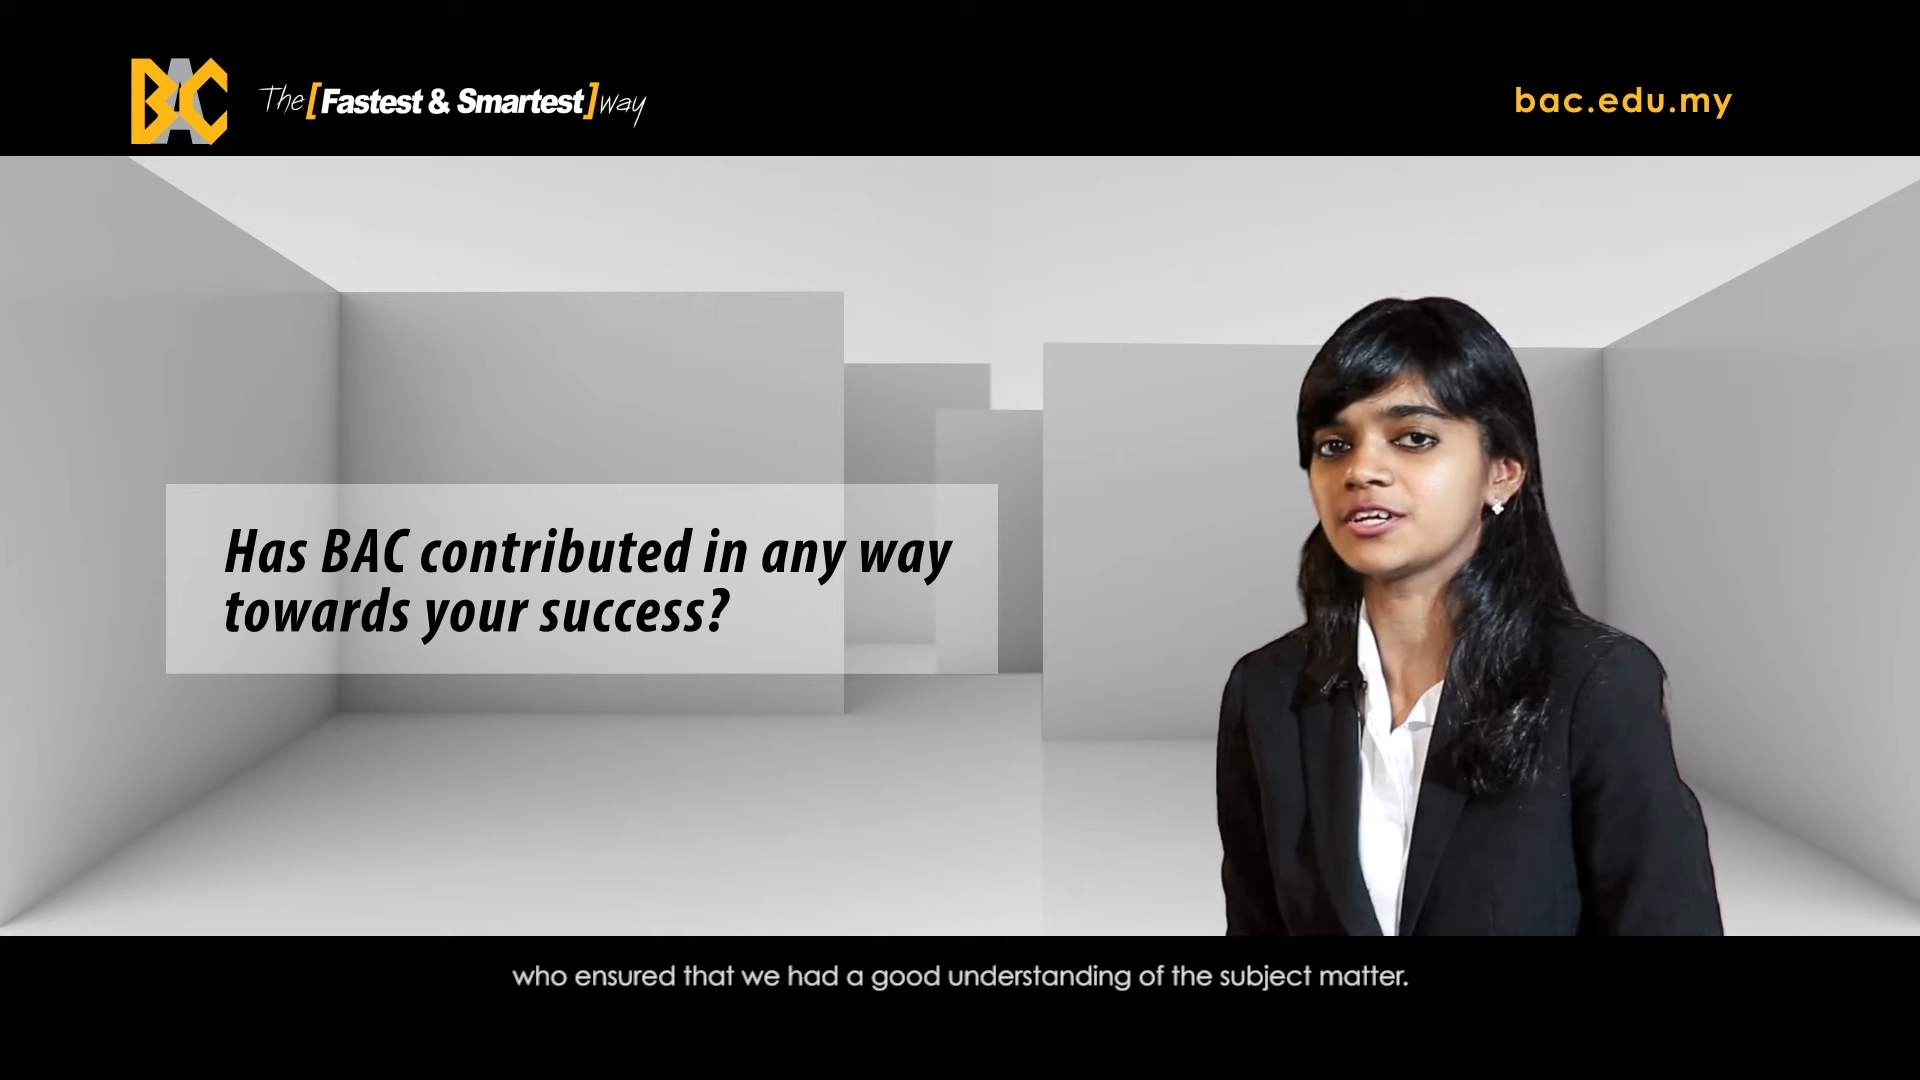 BAC
The [Fastest & Smartest] way
bac.edu.my
Has BAC contributed in any way
towards your success?
who ensured that we had a good understanding of the subject matter.